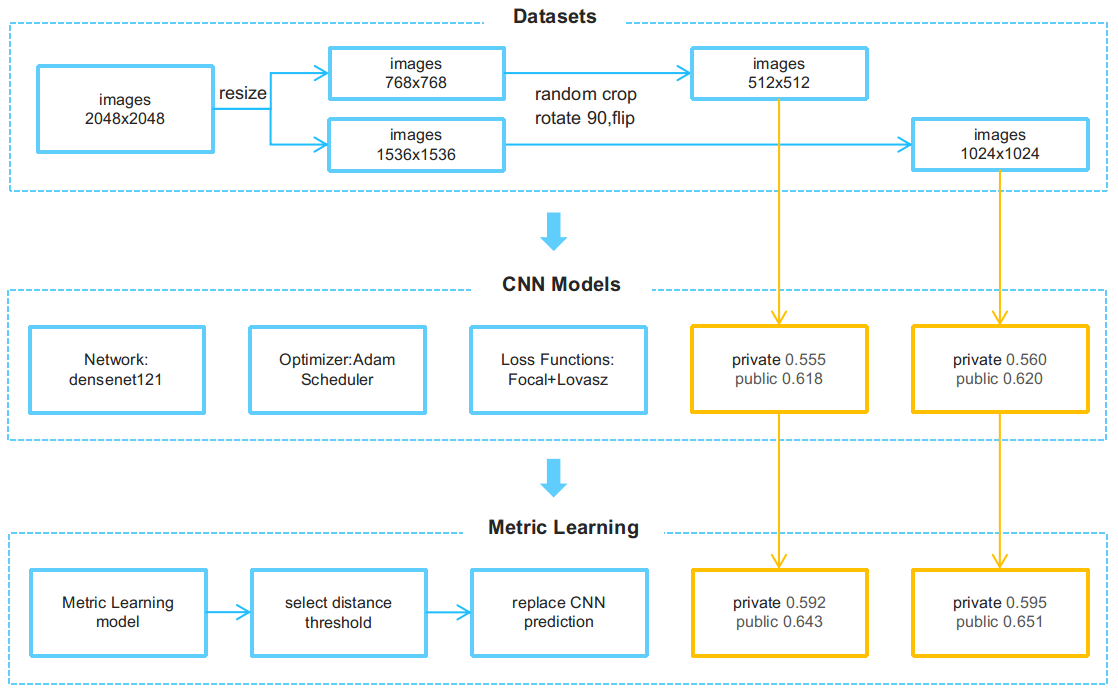 Datasets
images
2048x2048
resize
images
768x768
images
1536x1536
random crop
rotate 90,flip
images
512x512
images
1024x1024
CNN Models
Network:
densenet121
Optimizer:Adam
Scheduler
Loss Functions:
Focal+Lovasz
private 0.555
public 0.618
private 0.560
public 0.620
Metric Learning
Metric Learning
model
select distance
threshold
replace CNN
prediction
private 0.592
public 0.643
private 0.595
public 0.651